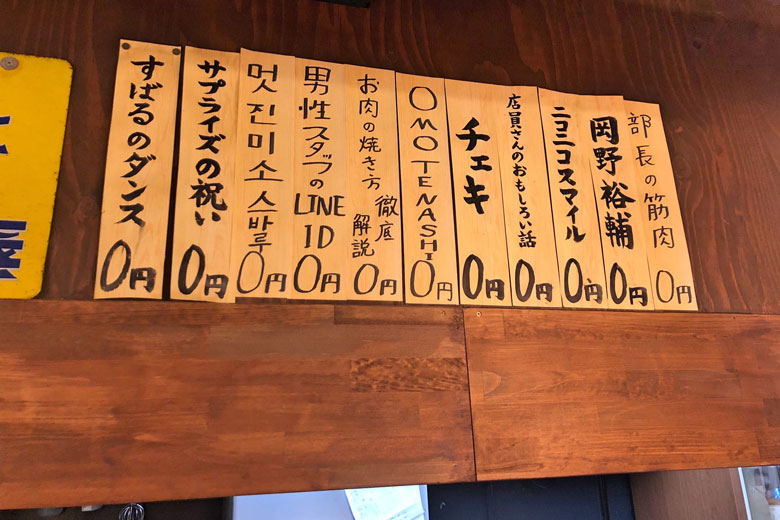 部長の筋肉
0円
岡野裕輔
0円
ニコニコスマイル
0円
店員さんのおもしろい話
0円
チェキ
0円
OMOTENASHI
0円
お肉の焼き方
徹底
解説
0円
男性スタッフの
LINE
ID
0円
멋진미소스바루
0円
サプライズの祝い
0円
すばるのダンス
0円